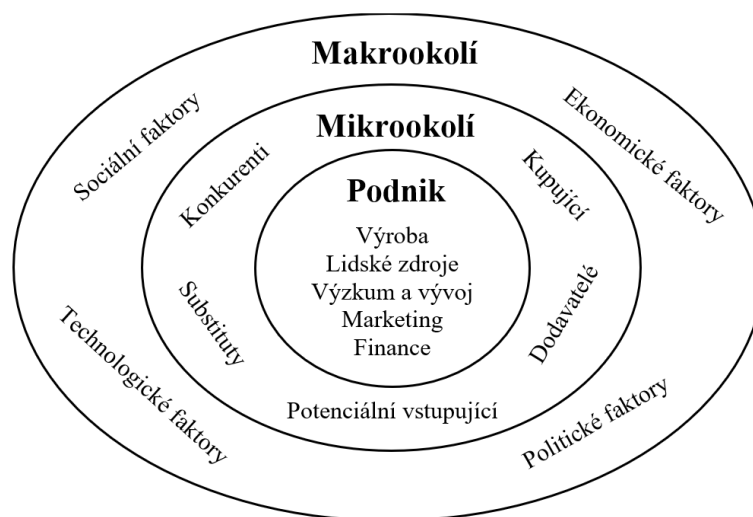 Makrookolí
Sociální faktory
Ekonomické faktory
Mikrookolí
Konkurenti
Kupující
Podnik
Výroba
Lidské zdroje
Výzkum a vývoj
Marketing
Finance
Substituty
Dodavatelé
Potenciální vstupující
Technologické faktory
Politické faktory